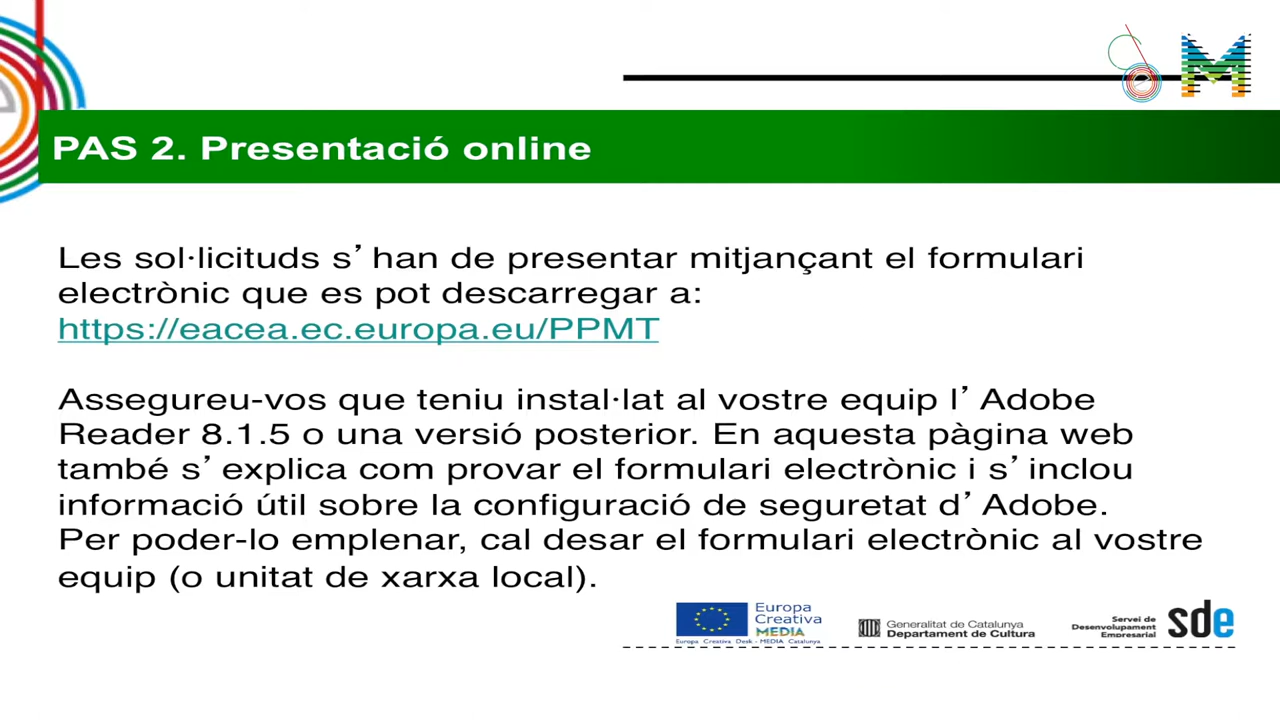 PAS 2. Presentació online
Les sol·licituds s’ han de presentar mitjançant el formulari
electrònic que es pot descarregar a:
https://eacea.ec.europa.eu/PPMT
Assegureu-vos que teniu instal·lat al vostre equip l’ Adobe
Reader 8.1.5 o una versió posterior. En aquesta pàgina web
també s’ explica com provar el formulari electrònic i s’ inclou
informació útil sobre la configuració de seguretat d’ Adobe.
Per poder-lo emplenar, cal desar el formulari electrònic al vostre
equip (o unitat de xarxa local).
Europa
Creativa
MEDIA
Europa Creativa Desk - MEDIA Catalunya
Generalitat de Catalunya
Departament de Cultura
Servei de
Desenvolupament
Empresarial
sde